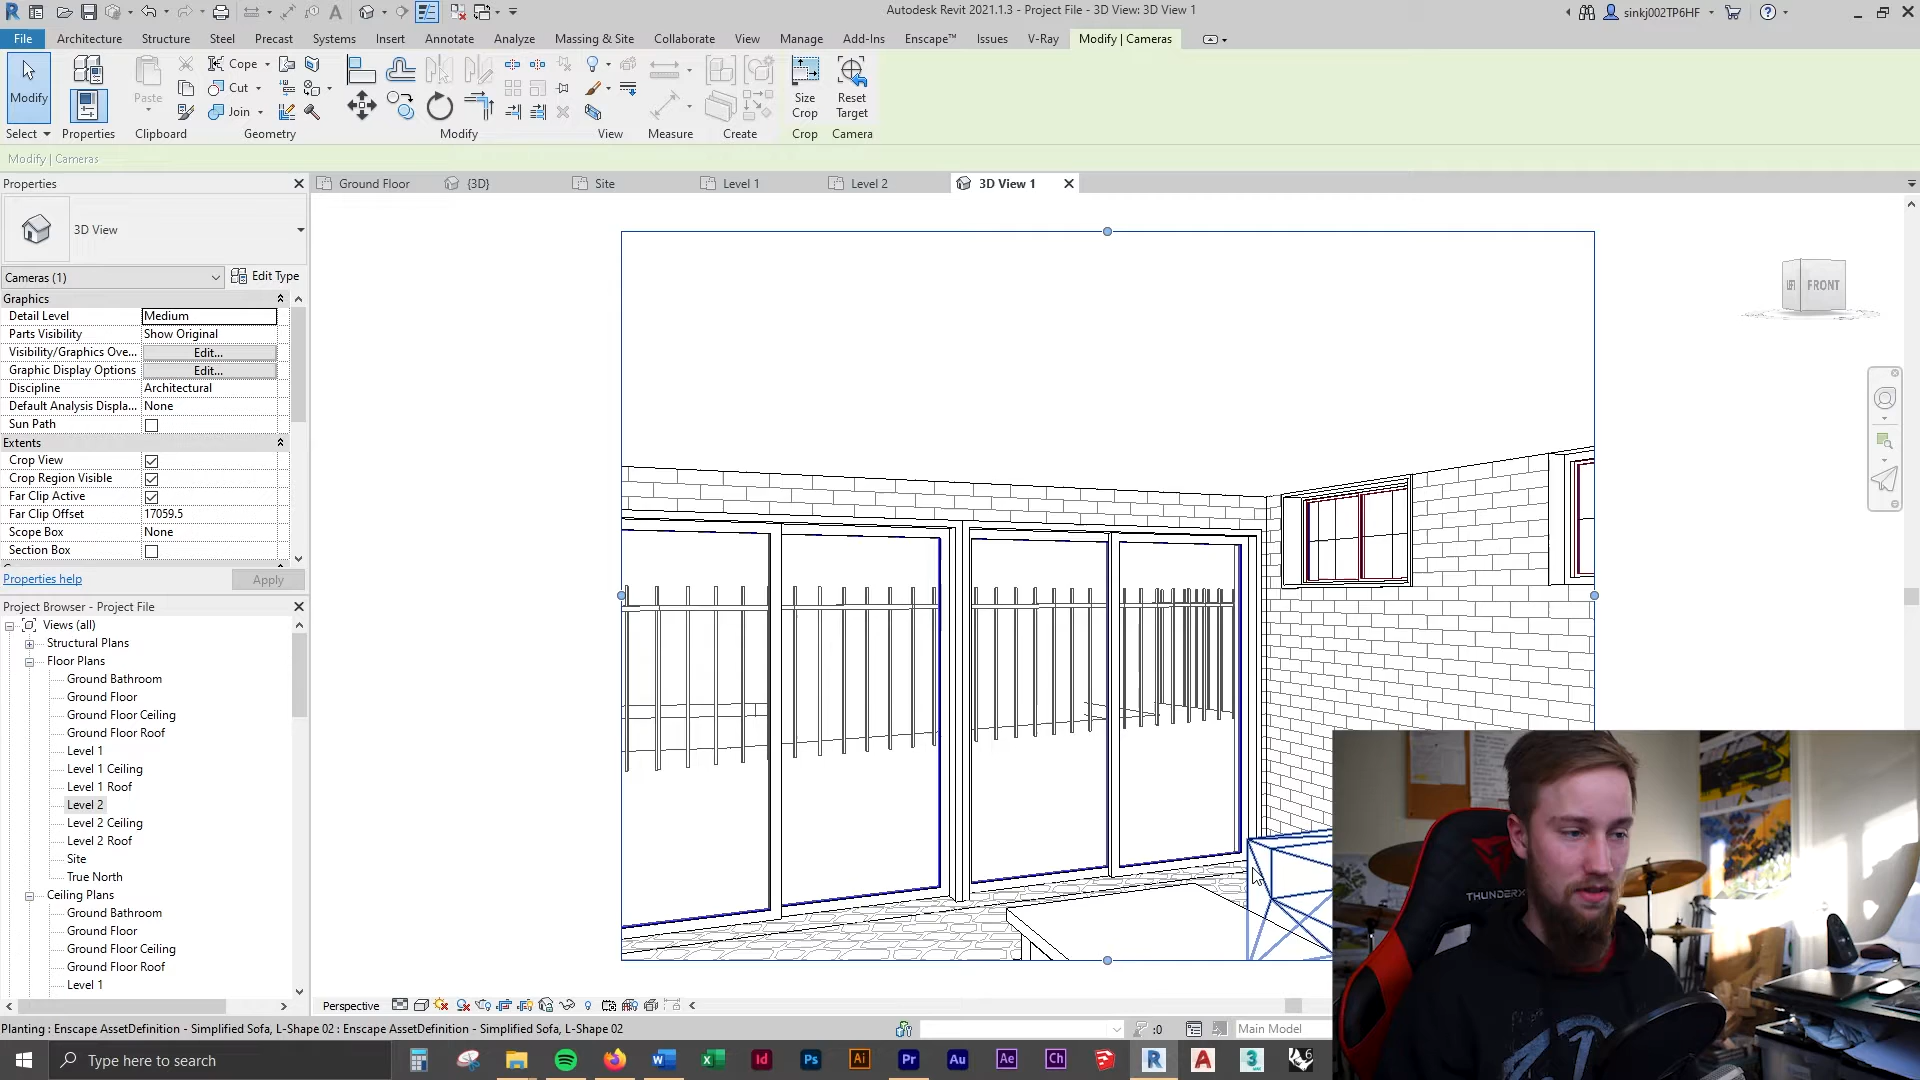 Autodesk Revit 2021.1.3 - Project File - 3D View: 3D View 1
sinkj002TP6HF
File Architecture Structure Steel Precast Systems Insert Annotate Analyze Massing & Site Collaborate View Manage Add-Ins Enscape™ Issues V-Ray Modify | Cameras
Modify
Paste
Cope
Cut
Join
Size Crop
Reset Target
Select Properties Clipboard Geometry Modify View Measure Create Crop Camera
Modify | Cameras
Properties
Ground Floor {3D} Site Level 1 Level 2 3D View 1
3D View
Cameras (1) Edit Type
Graphics
Detail Level Medium
Parts Visibility Show Original
Visibility/Graphics Ove... Edit...
Graphic Display Options Edit...
Discipline Architectural
Default Analysis Displa... None
Sun Path
Extents
Crop View
Crop Region Visible
Far Clip Active
Far Clip Offset 17059.5
Scope Box None
Section Box
Properties help Apply
Project Browser - Project File
Views (all)
Structural Plans
Floor Plans
Ground Bathroom
Ground Floor
Ground Floor Ceiling
Ground Floor Roof
Level 1
Level 1 Ceiling
Level 1 Roof
Level 2
Level 2 Ceiling
Level 2 Roof
Site
True North
Ceiling Plans
Ground Bathroom
Ground Floor
Ground Floor Ceiling
Ground Floor Roof
Level 1
LEFT FRONT
THUNDERX
Perspective
Planting : Enscape AssetDefinition - Simplified Sofa, L-Shape 02 : Enscape AssetDefinition - Simplified Sofa, L-Shape 02
:0
Main Model
Type here to search